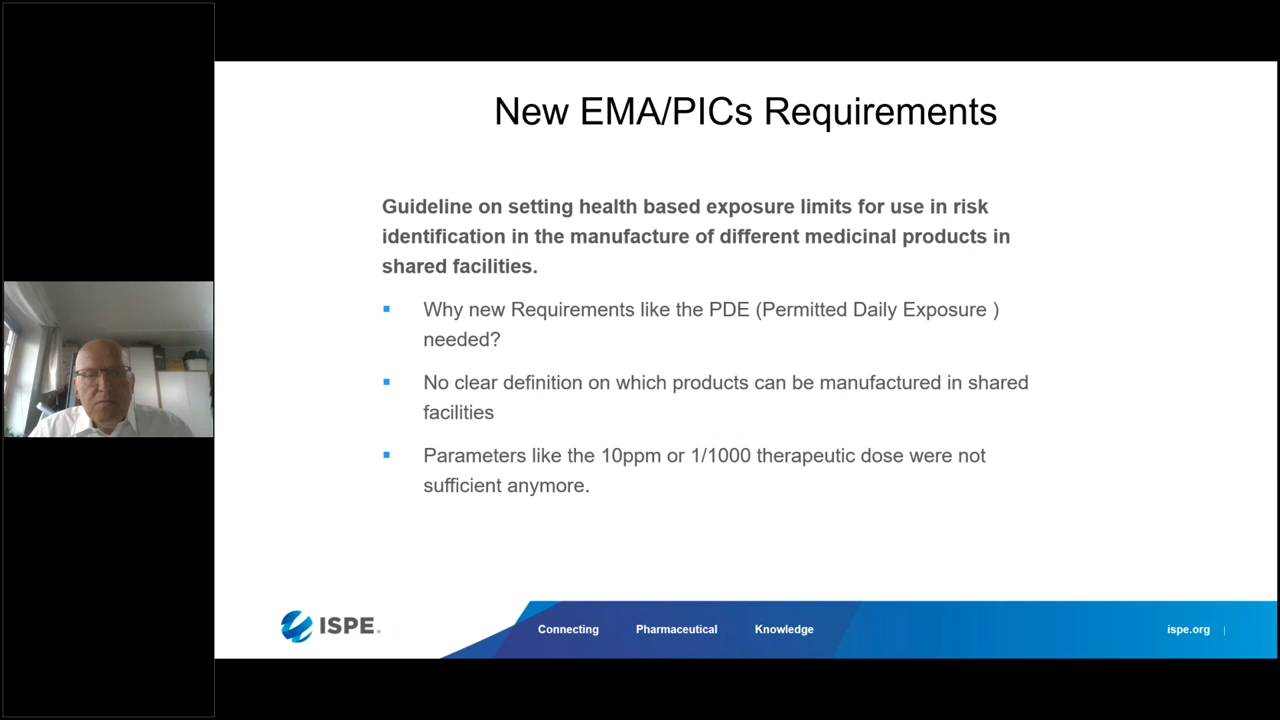 New EMA/PICs Requirements
Guideline on setting health based exposure limits for use in risk
identification in the manufacture of different medicinal products in
shared facilities.
Why new Requirements like the PDE (Permitted Daily Exposure )
needed?
No clear definition on which products can be manufactured in shared
facilities
Parameters like the 10ppm or 1/1000 therapeutic dose were not
sufficient anymore.
ISPE.
Connecting Pharmaceutical Knowledge
ispe.org |